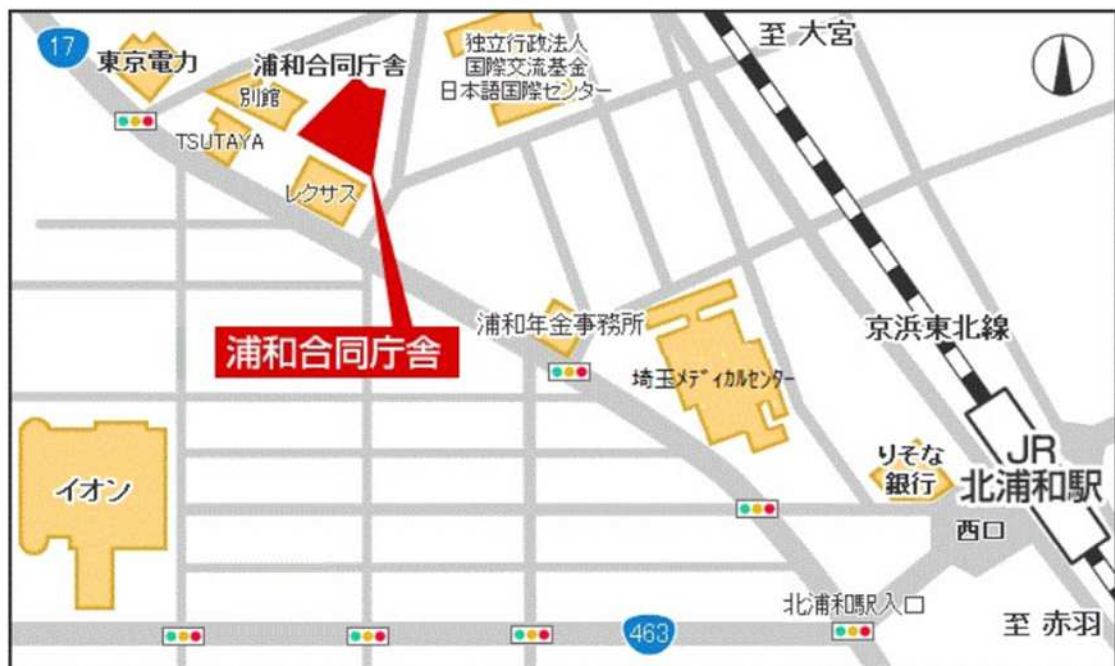 17
東京電力
浦和合同庁舎
別館
独立行政法人
国際交流基金
日本語国際センター
至 大宮
TSUTAYA
レクサス
浦和合同庁舎
浦和年金事務所
京浜東北線
埼玉メディカルセンター
イオン
りそな
銀行
JR
北浦和駅
西口
北浦和駅入口
463
至 赤羽